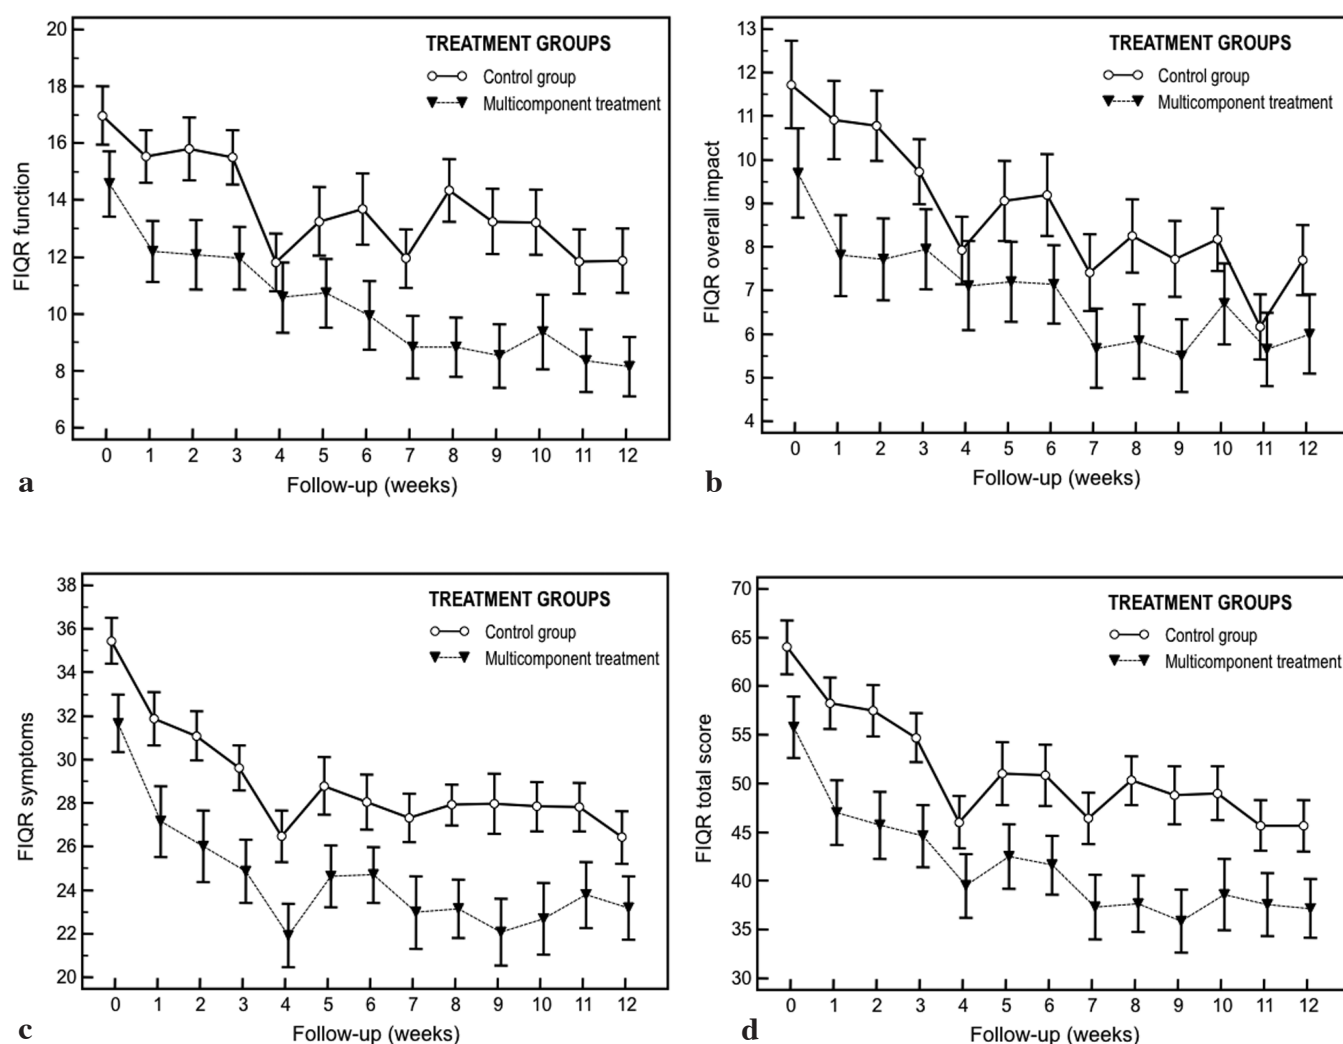 20
18
16
14
12
10
8
6
FIQR function
TREATMENT GROUPS
Control group
Multicomponent treatment
0 1 2 3 4 5 6 7 8 9 10 11 12
Follow-up (weeks)
a
13
12
11
10
9
8
7
6
5
4
FIQR overall impact
TREATMENT GROUPS
Control group
Multicomponent treatment
0 1 2 3 4 5 6 7 8 9 10 11 12
Follow-up (weeks)
b
38
36
34
32
30
28
26
24
22
20
FIQR symptoms
TREATMENT GROUPS
Control group
Multicomponent treatment
0 1 2 3 4 5 6 7 8 9 10 11 12
Follow-up (weeks)
c
70
65
60
55
50
45
40
35
30
FIQR total score
TREATMENT GROUPS
Control group
Multicomponent treatment
0 1 2 3 4 5 6 7 8 9 10 11 12
Follow-up (weeks)
d